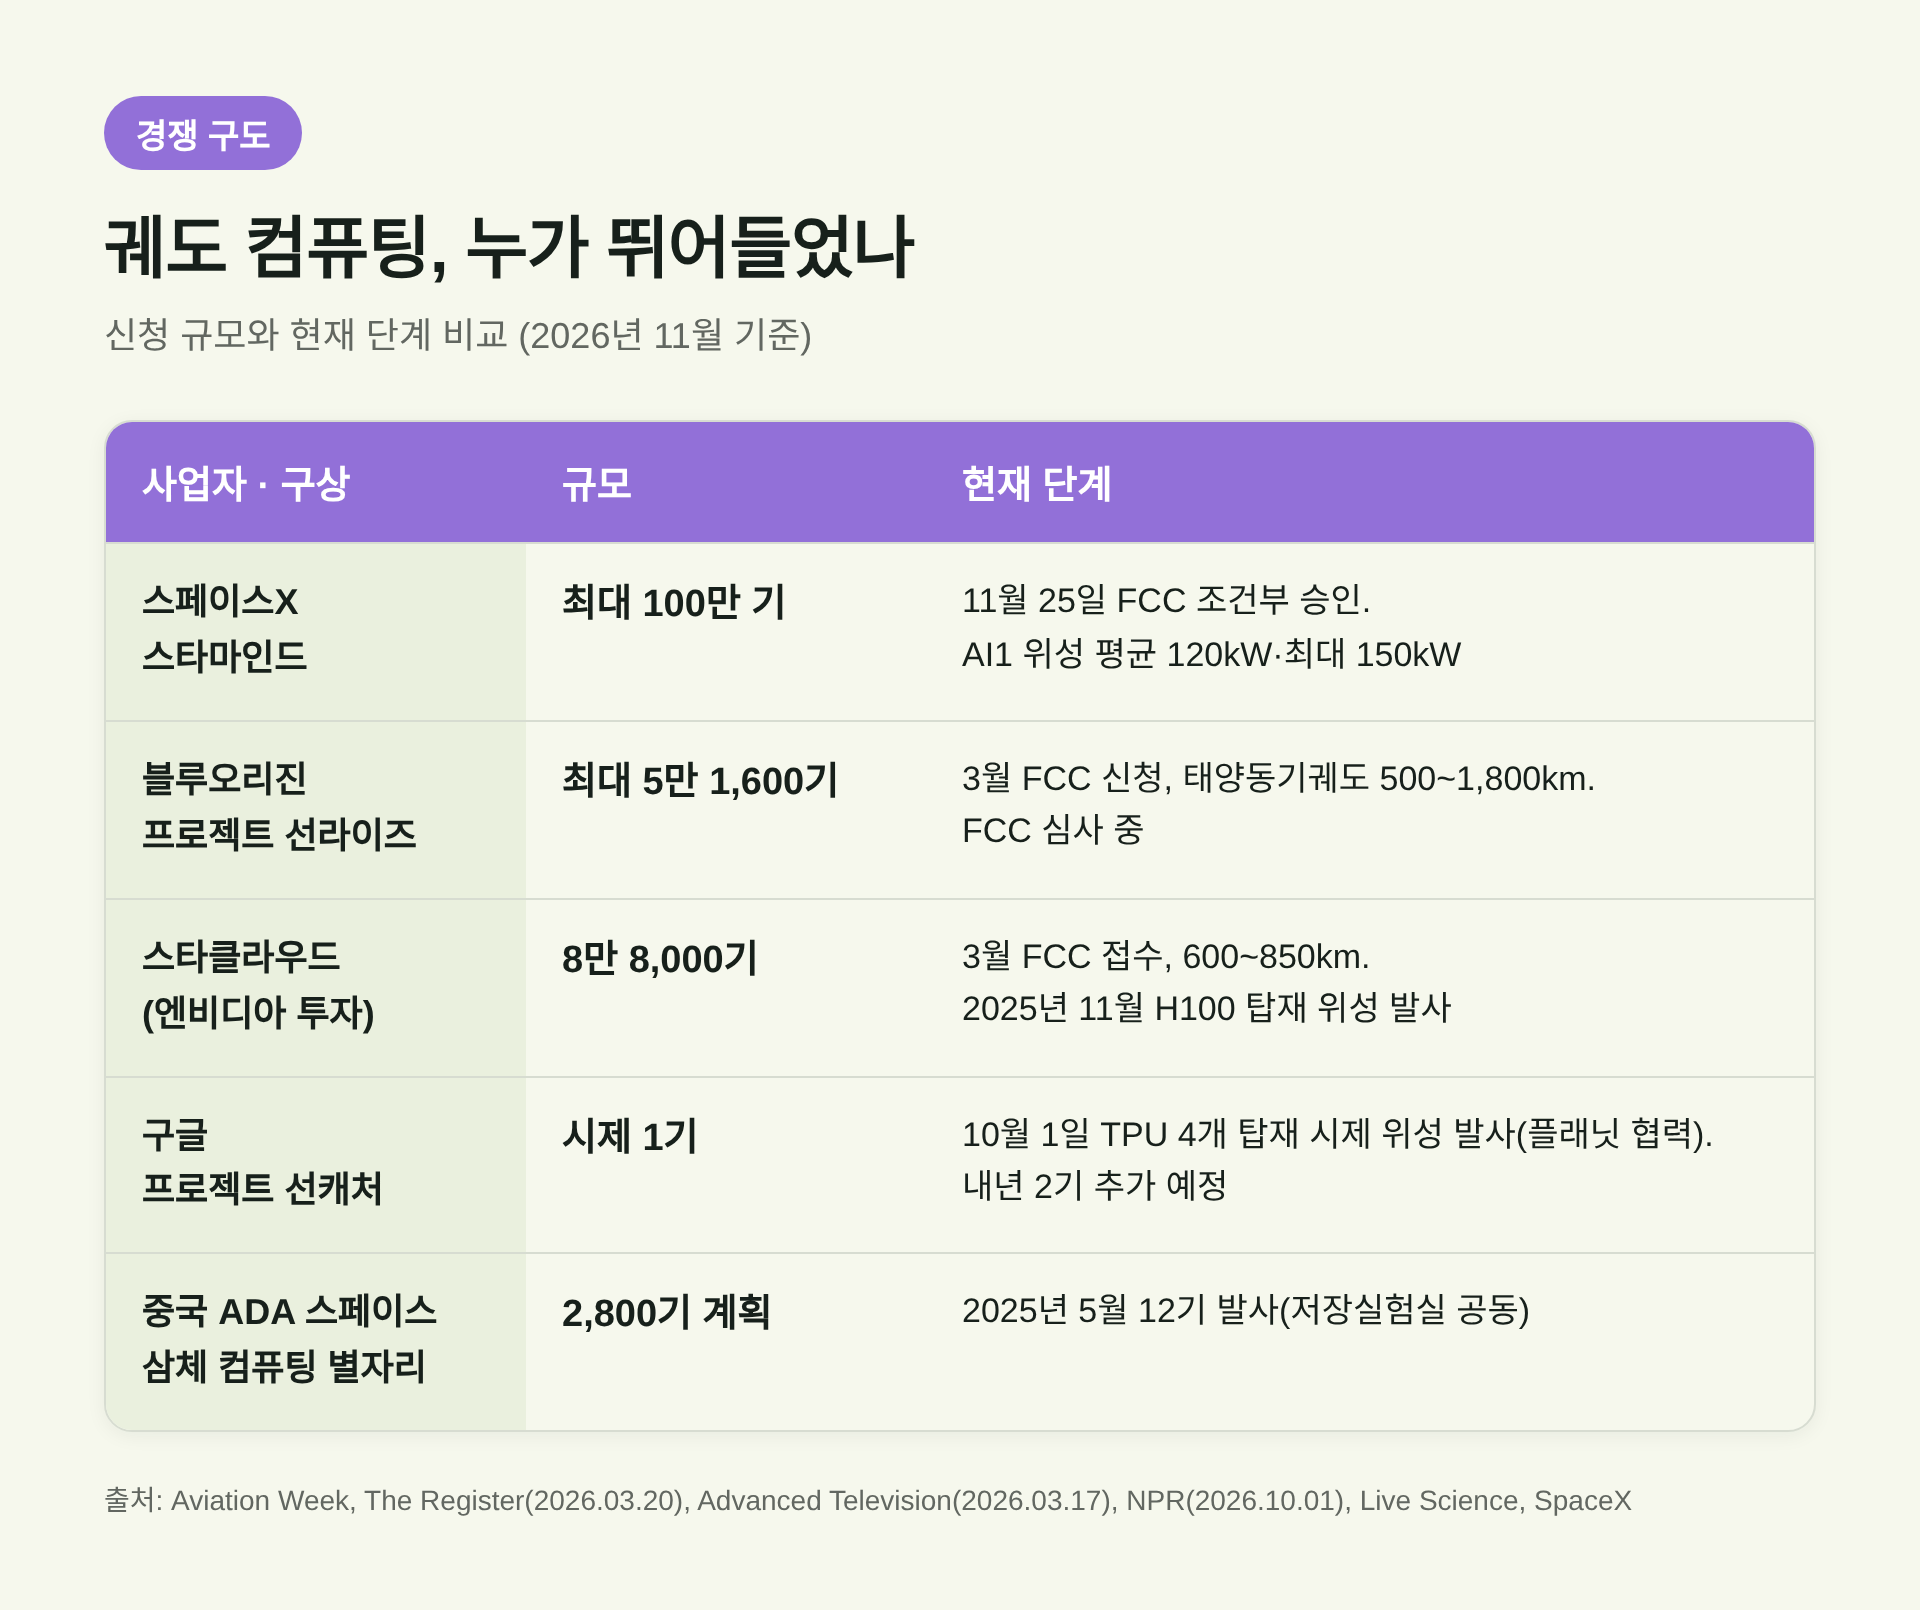 경쟁 구도
궤도 컴퓨팅, 누가 뛰어들었나
신청 규모와 현재 단계 비교 (2026년 11월 기준)
사업자 · 구상
규모
현재 단계
스페이스X
스타마인드
최대 100만 기
11월 25일 FCC 조건부 승인.
AI1 위성 평균 120kW·최대 150kW
블루오리진
프로젝트 선라이즈
최대 5만 1,600기
3월 FCC 신청, 태양동기궤도 500~1,800km.
FCC 심사 중
스타클라우드
(엔비디아 투자)
8만 8,000기
3월 FCC 접수, 600~850km.
2025년 11월 H100 탑재 위성 발사
구글
프로젝트 선캐처
시제 1기
10월 1일 TPU 4개 탑재 시제 위성 발사(플래닛 협력).
내년 2기 추가 예정
중국 ADA 스페이스
삼체 컴퓨팅 별자리
2,800기 계획
2025년 5월 12기 발사(저장실험실 공동)
출처: Aviation Week, The Register(2026.03.20), Advanced Television(2026.03.17), NPR(2026.10.01), Live Science, SpaceX